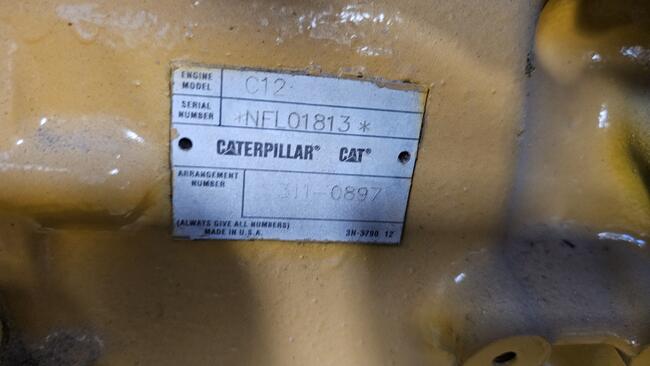 ENGINE MODEL C12
SERIAL NUMBER *NFL01813*
CATERPILLAR® CAT®
ARRANGEMENT NUMBER 311-0897
(ALWAYS GIVE ALL NUMBERS)
MADE IN U.S.A. 3N-3790 12